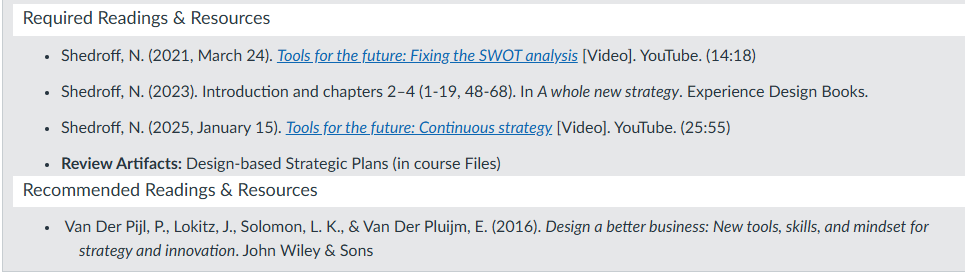 Required Readings & Resources
Shedroff, N. (2021, March 24). Tools for the future: Fixing the SWOT analysis [Video]. YouTube. (14:18)
Shedroff, N. (2023). Introduction and chapters 2–4 (1-19, 48-68). In A whole new strategy. Experience Design Books.
Shedroff, N. (2025, January 15). Tools for the future: Continuous strategy [Video]. YouTube. (25:55)
Review Artifacts: Design-based Strategic Plans (in course Files)
Recommended Readings & Resources
Van Der Pijl, P., Lokitz, J., Solomon, L. K., & Van Der Pluijm, E. (2016). Design a better business: New tools, skills, and mindset for
strategy and innovation. John Wiley & Sons